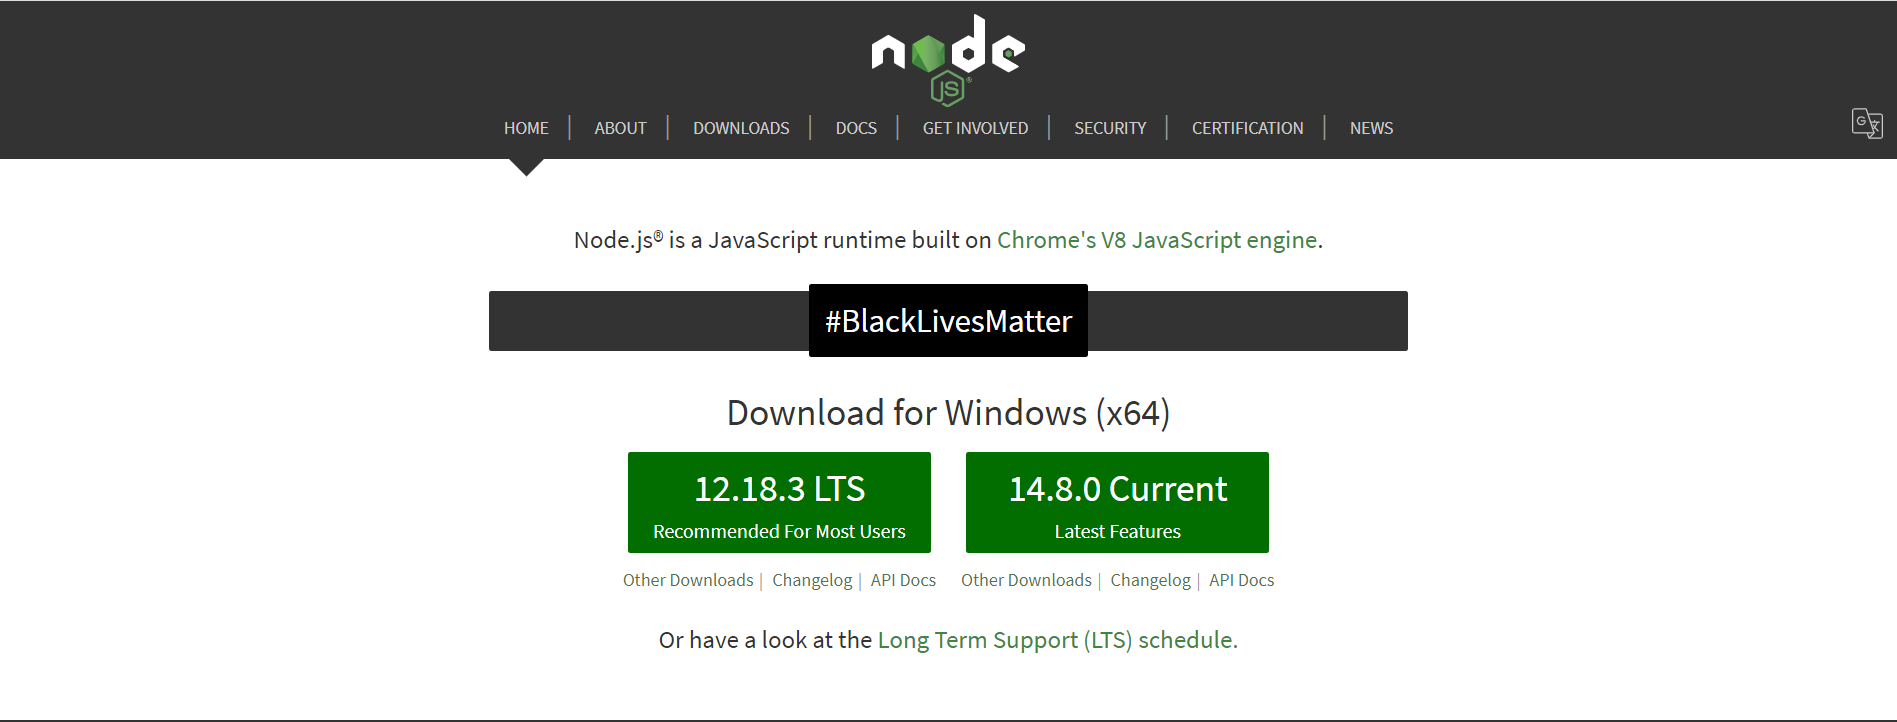 node
JS®
HOME | ABOUT | DOWNLOADS | DOCS | GET INVOLVED | SECURITY | CERTIFICATION | NEWS
G 文
Node.js® is a JavaScript runtime built on Chrome's V8 JavaScript engine.
#BlackLivesMatter
Download for Windows (x64)
12.18.3 LTS
Recommended For Most Users
14.8.0 Current
Latest Features
Other Downloads | Changelog | API Docs
Other Downloads | Changelog | API Docs
Or have a look at the Long Term Support (LTS) schedule.